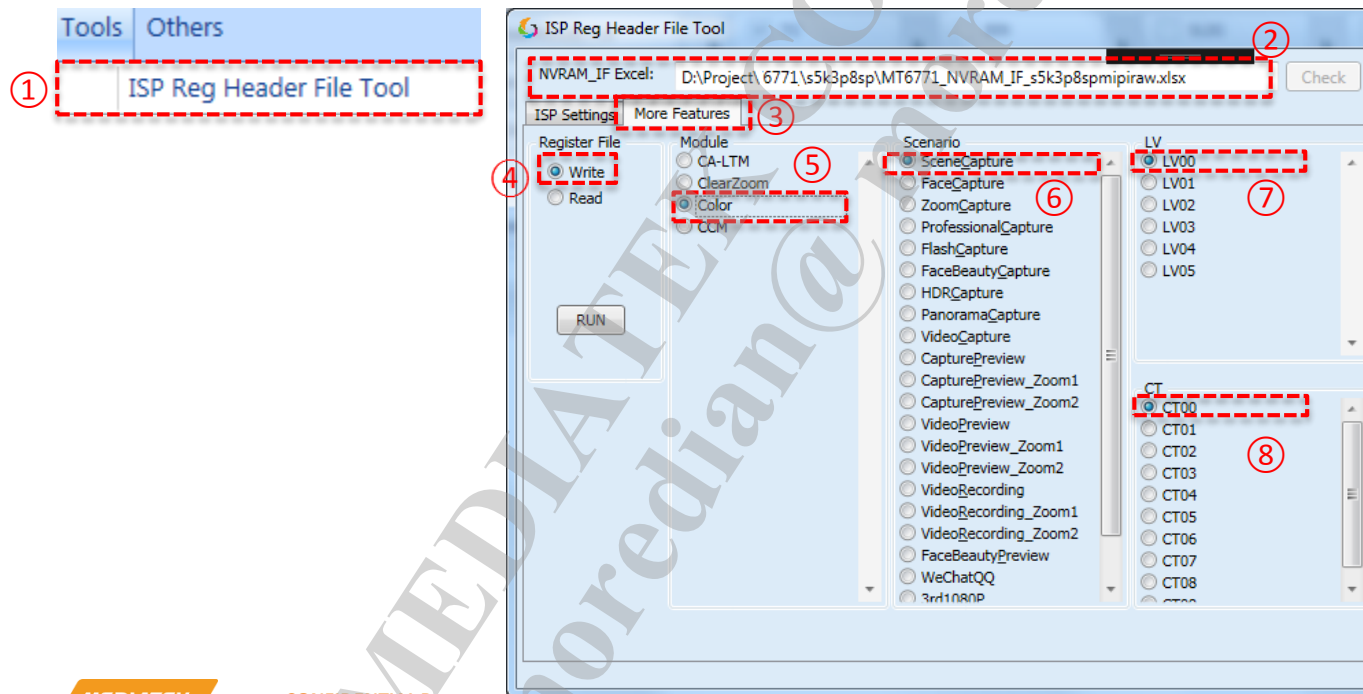 Tools Others
① ISP Reg Header File Tool
ISP Reg Header File Tool
②
NVRAM_IF Excel: D:\Project\ 6771\s5k3p8sp\MT6771_NVRAM_IF_s5k3p8spmipiraw.xlsx Check
ISP Settings More Features ③
Register File
④ Write
Read
RUN
Module
CA-LTM ⑤
ClearZoom
Color
CCM
Scenario
SceneCapture
FaceCapture ⑥
ZoomCapture
ProfessionalCapture
FlashCapture
FaceBeautyCapture
HDRCapture
PanoramaCapture
VideoCapture
CapturePreview
CapturePreview_Zoom1
CapturePreview_Zoom2
VideoPreview
VideoPreview_Zoom1
VideoPreview_Zoom2
VideoRecording
VideoRecording_Zoom1
VideoRecording_Zoom2
FaceBeautyPreview
WeChatQQ
3rd1080P
LV
LV00
LV01 ⑦
LV02
LV03
LV04
LV05
CT
CT00
CT01
CT02 ⑧
CT03
CT04
CT05
CT06
CT07
CT08
MEDIATEK